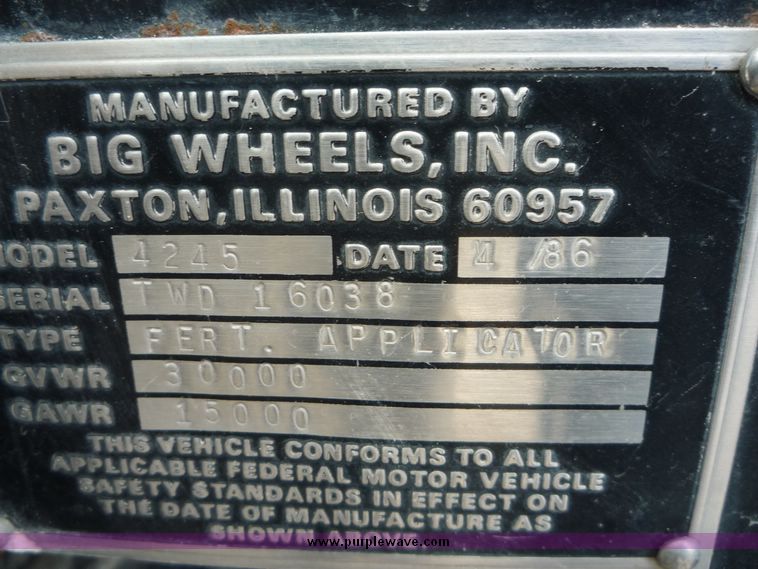 MANUFACTURED BY
BIG WHEELS, INC.
PAXTON, ILLINOIS 60957
MODEL 4245 DATE 4 /86
SERIAL TWD 16038
TYPE FERT. APPLICATOR
GVWR 30000
GAWR 15000
THIS VEHICLE CONFORMS TO ALL
APPLICABLE FEDERAL MOTOR VEHICLE
SAFETY STANDARDS IN EFFECT ON
THE DATE OF MANUFACTURE AS
SHOWN
www.purplewave.com